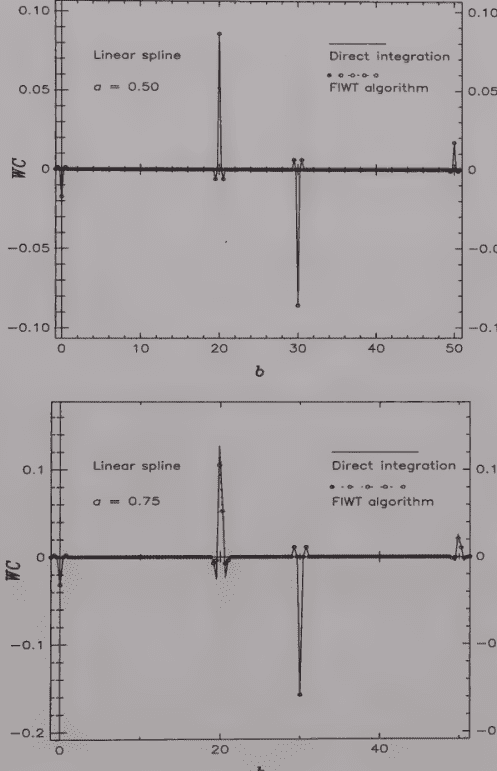 0.10 0.10
Linear spline Direct integration
a = 0.50 FIWT algorithm
0.05 0.05
WC 0 0
−0.05 −0.0
−0.10 −0.1
0 10 20 30 40 50
b
Linear spline Direct integration
a = 0.75 FIWT algorithm
0.1 0.1
WC 0 0
−0.1 −0.
−0.2 −0.
0 20 40